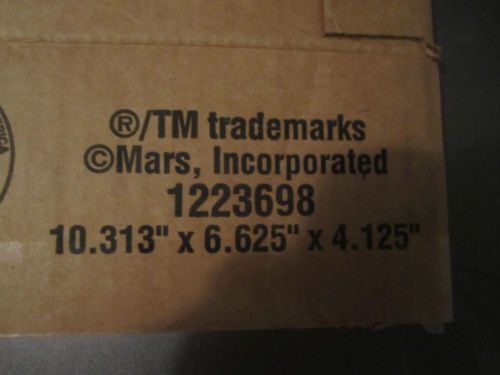 ®/TM trademarks
©Mars, Incorporated
1223698
10.313" x 6.625" x 4.125"